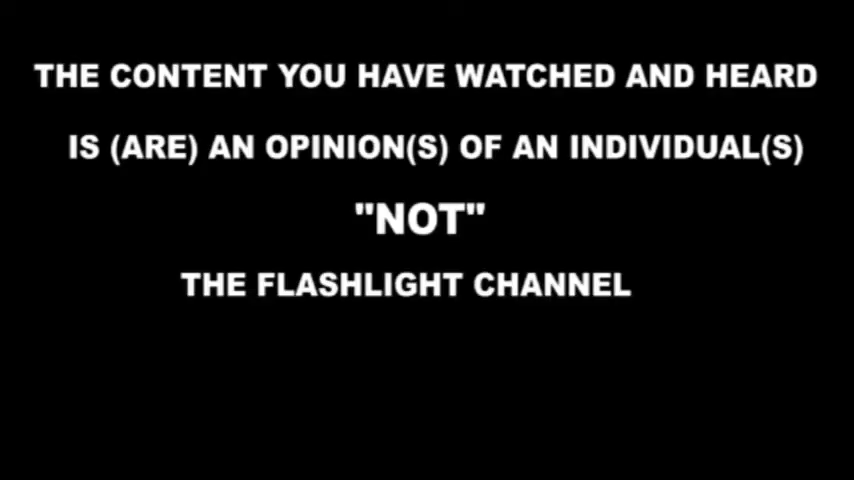 THE CONTENT YOU HAVE WATCHED AND HEARD
IS (ARE) AN OPINION(S) OF AN INDIVIDUAL(S)
"NOT"
THE FLASHLIGHT CHANNEL